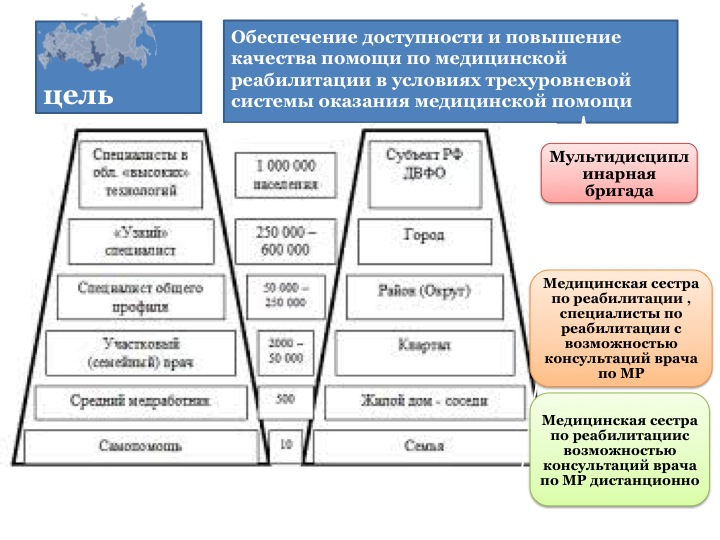 цель
Обеспечение доступности и повышение
качества помощи по медицинской
реабилитации в условиях трехуровневой
системы оказания медицинской помощи
Специалисты в
обл. «высоких»
технологий
1 000 000
населения
Субъект РФ
ДВФО
Мультидисципл
инарная
бригада
«Узкий»
специалист
250 000 –
600 000
Город
Специалист общего
профиля
50 000 –
250 000
Район (Округ)
Медицинская сестра
по реабилитации ,
специалисты по
реабилитации с
возможностью
консультаций врача
по МР
Участковый
(семейный) врач
2000 –
50 000
Квартал
Средний медработник
500
Жилой дом - соседи
Самопомощь
10
Семья
Медицинская сестра
по реабилитациис
возможностью
консультаций врача
по МР дистанционно